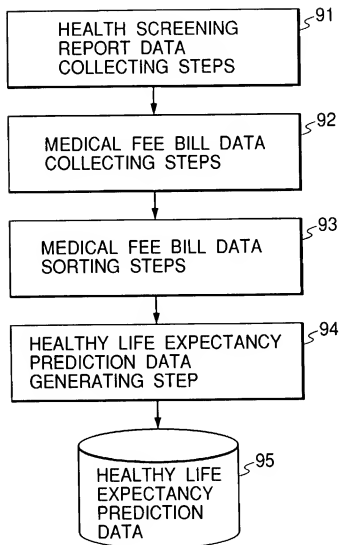 HEALTH SCREENING
REPORT DATA
COLLECTING STEPS
91
MEDICAL FEE BILL DATA
COLLECTING STEPS
92
MEDICAL FEE BILL DATA
SORTING STEPS
93
HEALTHY LIFE EXPECTANCY
PREDICTION DATA
GENERATING STEP
94
HEALTHY LIFE
EXPECTANCY
PREDICTION
DATA
95